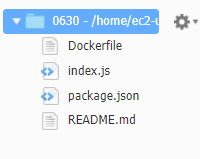 0630 - /home/ec2-u
Dockerfile
index.js
package.json
README.md